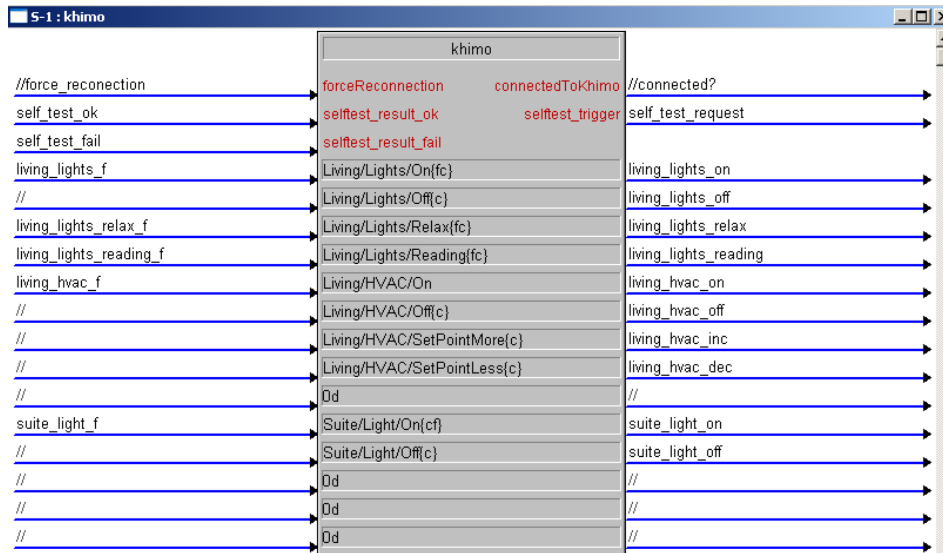 S-1 : khimo
khimo
//force_reconection forceReconnection connectedToKhimo //connected?
self_test_ok selftest_result_ok selftest_trigger self_test_request
self_test_fail selftest_result_fail
living_lights_f Living/Lights/On{fc} living_lights_on
// Living/Lights/Off{c} living_lights_off
living_lights_relax_f Living/Lights/Relax{fc} living_lights_relax
living_lights_reading_f Living/Lights/Reading{fc} living_lights_reading
living_hvac_f Living/HVAC/On living_hvac_on
// Living/HVAC/Off{c} living_hvac_off
// Living/HVAC/SetPointMore{c} living_hvac_inc
// Living/HVAC/SetPointLess{c} living_hvac_dec
// 0d //
suite_light_f Suite/Light/On{cf} suite_light_on
// Suite/Light/Off{c} suite_light_off
// 0d //
// 0d //
// 0d //